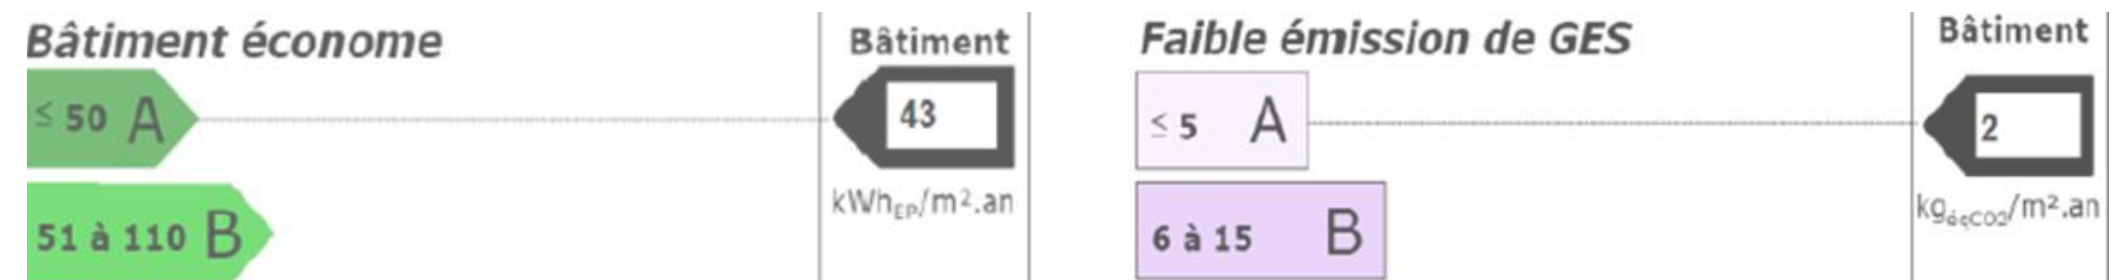 Bâtiment économe
Bâtiment
≤ 50 A
43
kWhEP/m².an
51 à 110 B
Faible émission de GES
Bâtiment
≤ 5 A
2
kgéqCO2/m².an
6 à 15 B